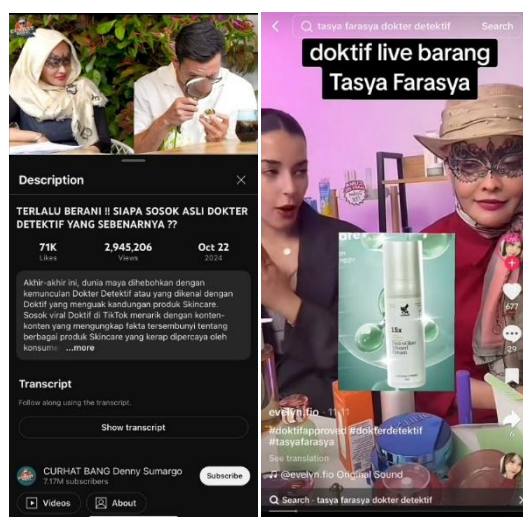 Description
TERLALU BERANI !! SIAPA SOSOK ASLI DOKTER
DETEKTIF YANG SEBENARNYA ??
71K
Likes
2,945,206
Views
Oct 22
2024
Akhir-akhir ini, dunia maya dihebohkan dengan
kemunculan Dokter Detektif atau yang dikenal dengan
Doktif yang menguak kandungan produk Skincare.
Sosok viral Doktif di TikTok menarik dengan konten-
konten yang mengungkap fakta tersembunyi tentang
berbagai produk Skincare yang kerap dipercaya oleh
konsume ...more
Transcript
Follow along using the transcript.
Show transcript
CURHAT BANG Denny Sumargo
7.17M subscribers
Subscribe
Videos
About
tasya farasya dokter detektif
Search
doktif live barang
Tasya Farasya
15x
677
29
6
evelyn.fio · 11-11
#doktifapproved #dokterdetektif
#tasyafarasya
See translation
@evelyn.fio Original Sound
Search · tasya farasya dokter detektif